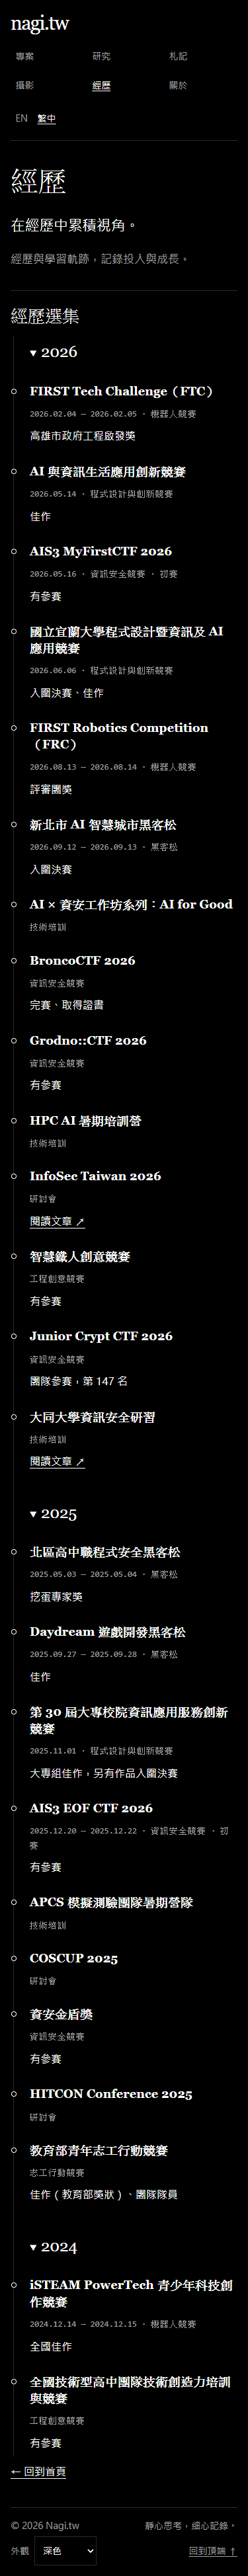 nagi.tw
專案 研究 札記
攝影 經歷 關於
EN 繁中
經歷
在經歷中累積視角。
經歷與學習軌跡，記錄投入與成長。
經歷選集
▼ 2026
FIRST Tech Challenge（FTC）
2026.02.04 — 2026.02.05 · 機器人競賽
高雄市政府工程啟發獎
AI 與資訊生活應用創新競賽
2026.05.14 · 程式設計與創新競賽
佳作
AIS3 MyFirstCTF 2026
2026.05.16 · 資訊安全競賽 · 初賽
有參賽
國立宜蘭大學程式設計暨資訊及 AI
應用競賽
2026.06.06 · 程式設計與創新競賽
入圍決賽、佳作
FIRST Robotics Competition
（FRC）
2026.08.13 — 2026.08.14 · 機器人競賽
評審團獎
新北市 AI 智慧城市黑客松
2026.09.12 — 2026.09.13 · 黑客松
入圍決賽
AI × 資安工作坊系列：AI for Good
技術培訓
BroncoCTF 2026
資訊安全競賽
完賽、取得證書
Grodno::CTF 2026
資訊安全競賽
有參賽
HPC AI 暑期培訓營
技術培訓
InfoSec Taiwan 2026
研討會
閱讀文章 ↗
智慧鐵人創意競賽
工程創意競賽
有參賽
Junior Crypt CTF 2026
資訊安全競賽
團隊參賽，第 147 名
大同大學資訊安全研習
技術培訓
閱讀文章 ↗
▼ 2025
北區高中職程式安全黑客松
2025.05.03 — 2025.05.04 · 黑客松
挖蛋專家獎
Daydream 遊戲開發黑客松
2025.09.27 — 2025.09.28 · 黑客松
佳作
第 30 屆大專校院資訊應用服務創新
競賽
2025.11.01 · 程式設計與創新競賽
大專組佳作，另有作品入圍決賽
AIS3 EOF CTF 2026
2025.12.20 — 2025.12.22 · 資訊安全競賽 · 初
賽
有參賽
APCS 模擬測驗團隊暑期營隊
技術培訓
COSCUP 2025
研討會
資安金盾獎
資訊安全競賽
有參賽
HITCON Conference 2025
研討會
教育部青年志工行動競賽
志工行動競賽
佳作（教育部獎狀）、團隊隊員
▼ 2024
iSTEAM PowerTech 青少年科技創
作競賽
2024.12.14 — 2024.12.15 · 機器人競賽
全國佳作
全國技術型高中團隊技術創造力培訓
與競賽
工程創意競賽
有參賽
← 回到首頁
© 2026 Nagi.tw 靜心思考，細心記錄。
外觀 深色 回到頂端 ↑